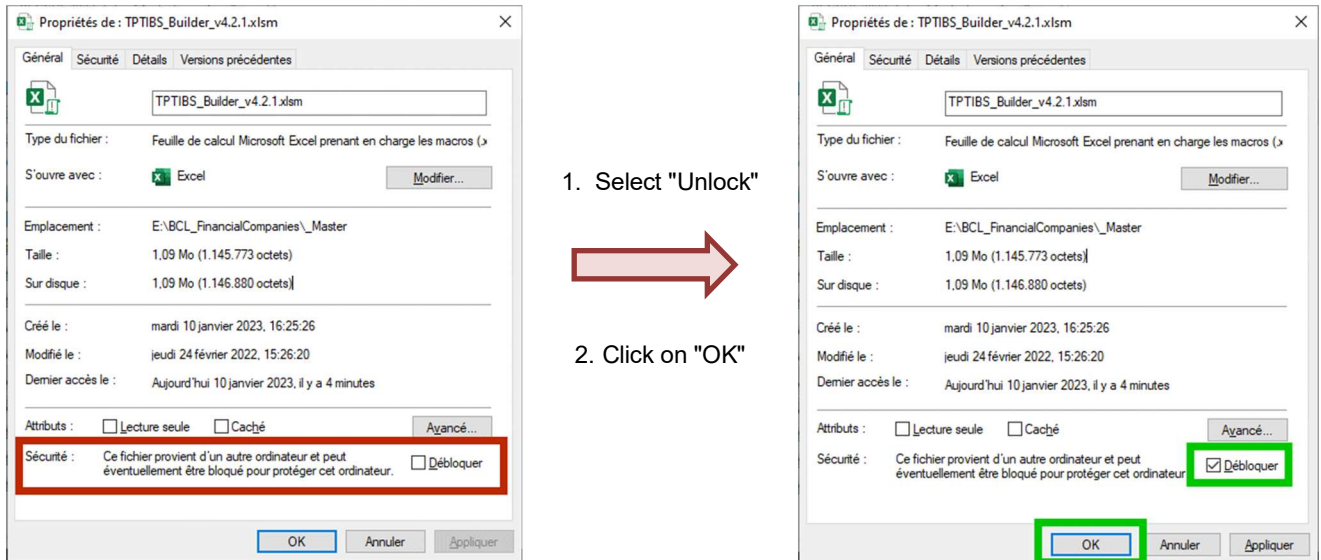 Propriétés de : TPTIBS_Builder_v4.2.1.xlsm
Général Sécurité Détails Versions précédentes
TPTIBS_Builder_v4.2.1.xlsm
Type du fichier : Feuille de calcul Microsoft Excel prenant en charge les macros (
S'ouvre avec : Excel Modifier...
Emplacement : E:\BCL_FinancialCompanies\_Master
Taille : 1,09 Mo (1.145.773 octets)
Sur disque : 1,09 Mo (1.146.880 octets)
Créé le : mardi 10 janvier 2023, 16:25:26
Modifié le : jeudi 24 février 2022, 15:26:20
Dernier accès le : Aujourd'hui 10 janvier 2023, il y a 4 minutes
Attributs : Lecture seule Caché Avancé...
Sécurité : Ce fichier provient d'un autre ordinateur et peut
éventuellement être bloqué pour protéger cet ordinateur. Débloquer
OK Annuler Appliquer
1. Select "Unlock"
2. Click on "OK"
Propriétés de : TPTIBS_Builder_v4.2.1.xlsm
Général Sécurité Détails Versions précédentes
TPTIBS_Builder_v4.2.1.xlsm
Type du fichier : Feuille de calcul Microsoft Excel prenant en charge les macros (
S'ouvre avec : Excel Modifier...
Emplacement : E:\BCL_FinancialCompanies\_Master
Taille : 1,09 Mo (1.145.773 octets)
Sur disque : 1,09 Mo (1.146.880 octets)
Créé le : mardi 10 janvier 2023, 16:25:26
Modifié le : jeudi 24 février 2022, 15:26:20
Dernier accès le : Aujourd'hui 10 janvier 2023, il y a 4 minutes
Attributs : Lecture seule Caché Avancé...
Sécurité : Ce fichier provient d'un autre ordinateur et peut
éventuellement être bloqué pour protéger cet ordinateur Débloquer
OK Annuler Appliquer